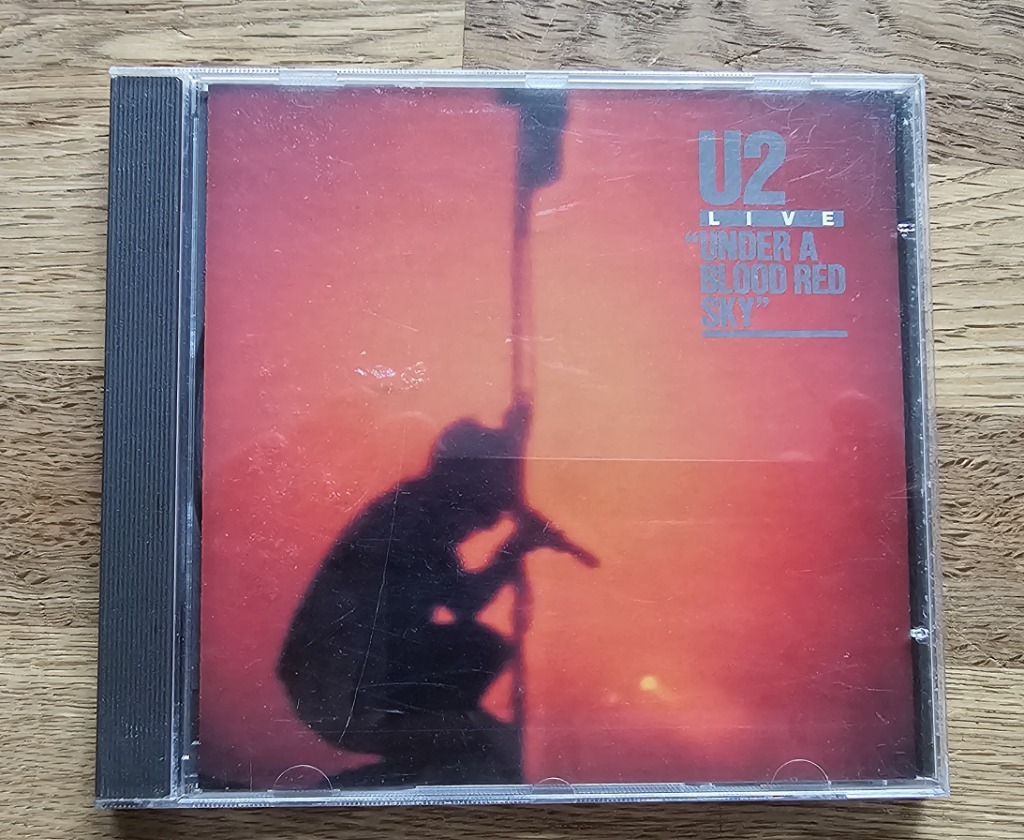 U2
LIVE
“UNDER A
BLOOD RED
SKY”